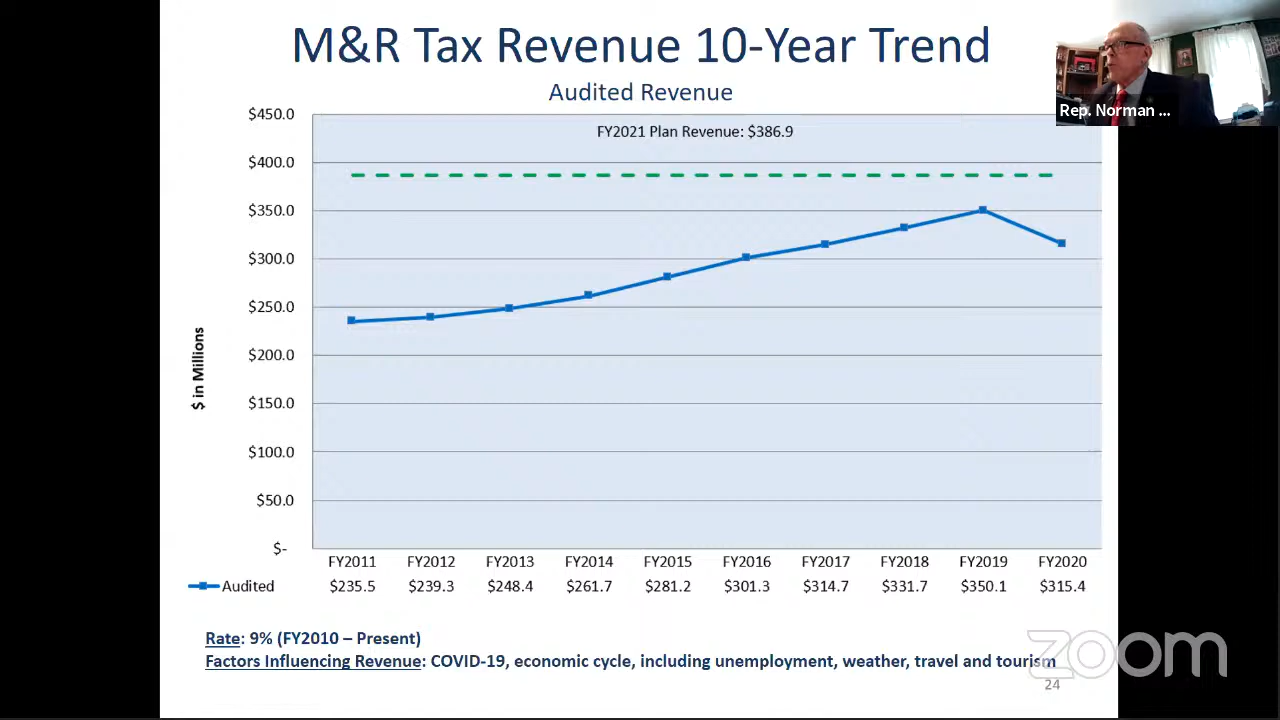 M&R Tax Revenue 10-Year Trend
Audited Revenue
Rep. Norman ...
FY2021 Plan Revenue: $386.9
$450.0
$400.0
$350.0
$300.0
$250.0
$200.0
$150.0
$100.0
$50.0
$-
$ in Millions
FY2011 FY2012 FY2013 FY2014 FY2015 FY2016 FY2017 FY2018 FY2019 FY2020
Audited $235.5 $239.3 $248.4 $261.7 $281.2 $301.3 $314.7 $331.7 $350.1 $315.4
Rate: 9% (FY2010 – Present)
Factors Influencing Revenue: COVID-19, economic cycle, including unemployment, weather, travel and tourism
zoom
24